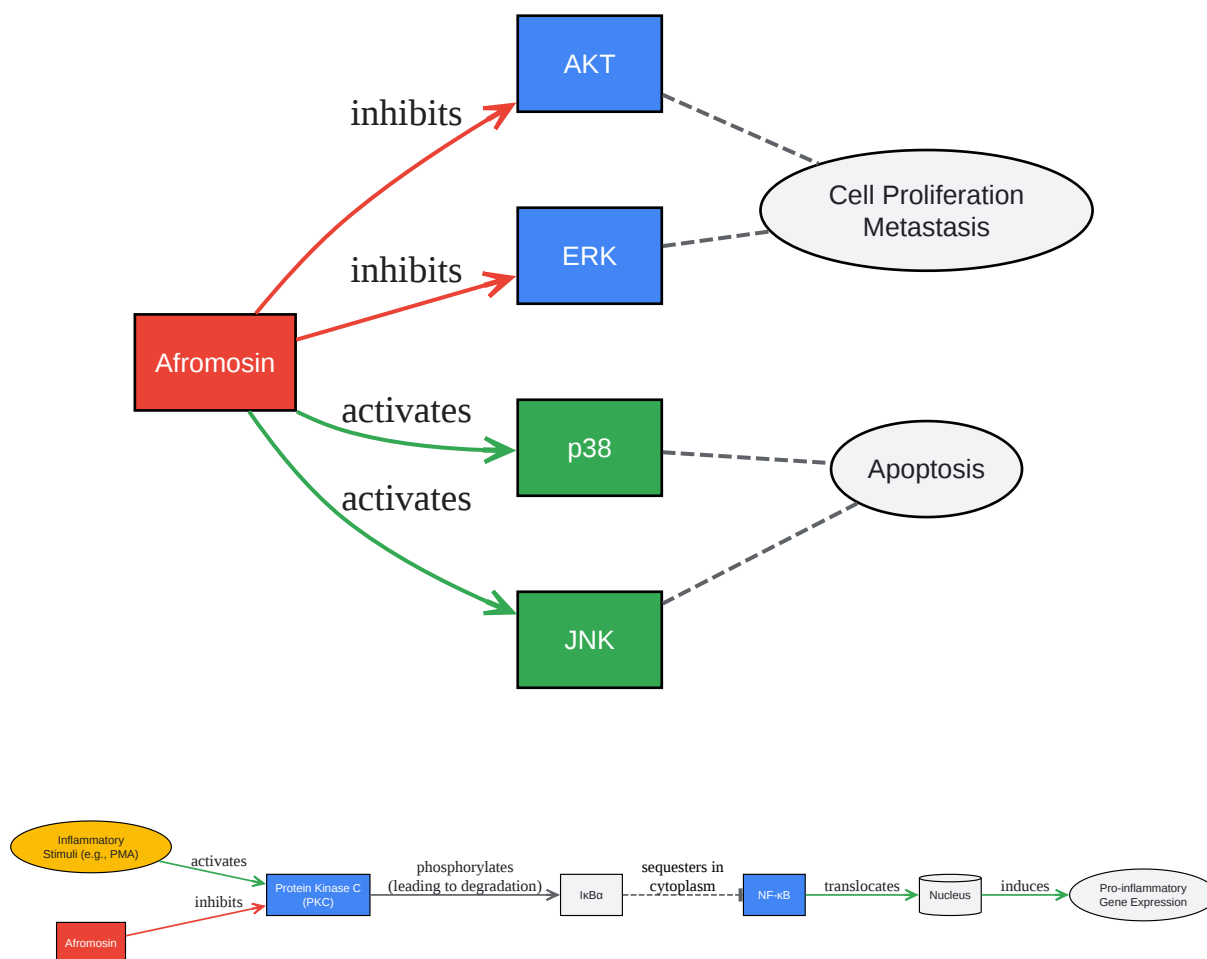 AKT
inhibits
Cell Proliferation
Metastasis
ERK
inhibits
Afromosin
activates
p38
Apoptosis
activates
JNK
Inflammatory
Stimuli (e.g., PMA)
activates
phosphorylates
(leading to degradation)
sequesters in
cytoplasm
Protein Kinase C
(PKC)
IκBα
NF-κB
translocates
Nucleus
induces
Pro-inflammatory
Gene Expression
inhibits
Afromosin